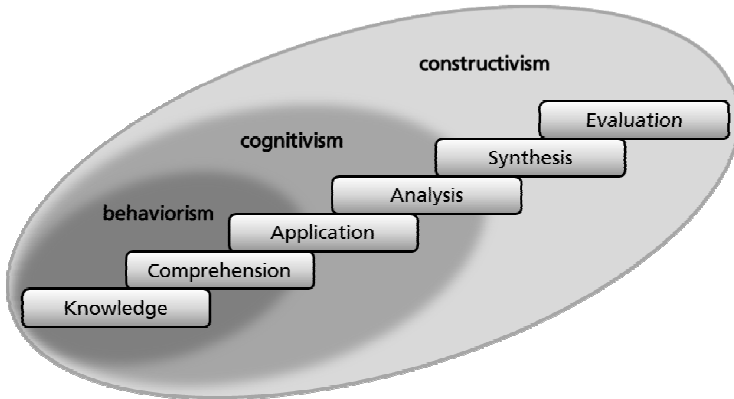 constructivism
Evaluation
cognitivism
Synthesis
Analysis
behaviorism
Application
Comprehension
Knowledge